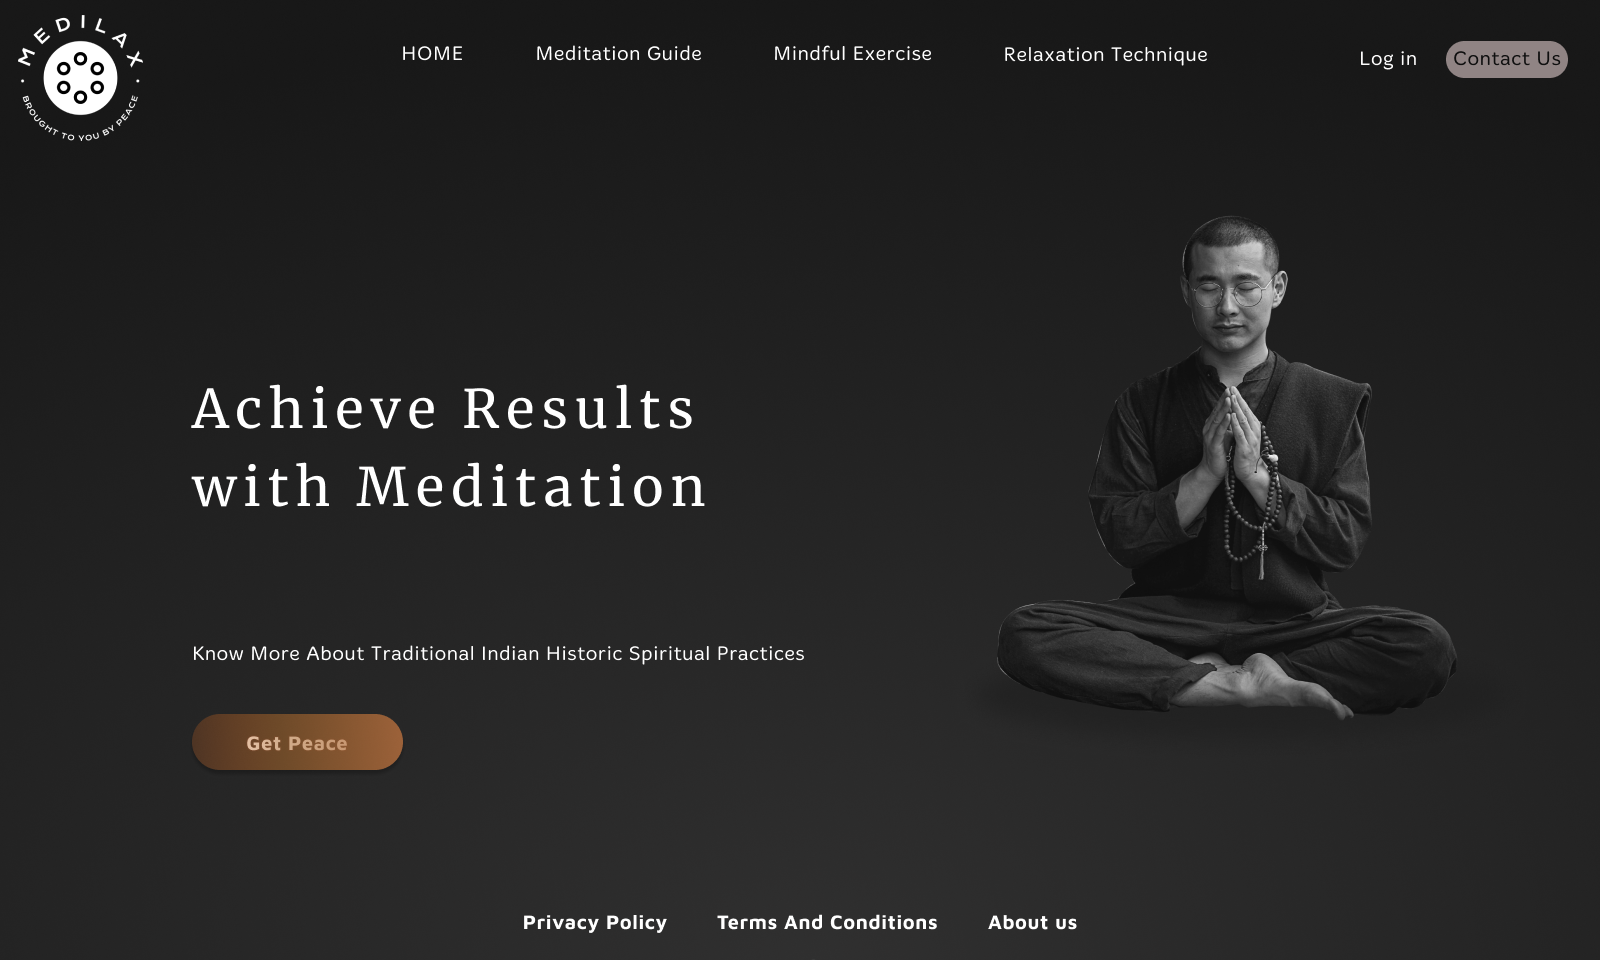 MEDILAX
BROUGHT TO YOU BY PEACE
HOME
Meditation Guide
Mindful Exercise
Relaxation Technique
Log in
Contact Us
Achieve Results
with Meditation
Know More About Traditional Indian Historic Spiritual Practices
Get Peace
Privacy Policy
Terms And Conditions
About us